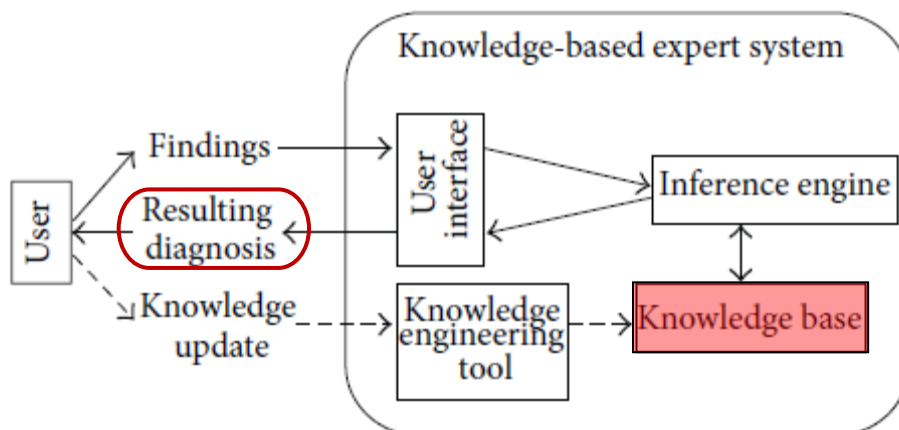 Knowledge-based expert system
Findings
User
interface
Inference engine
User
Resulting
diagnosis
Knowledge
update
Knowledge
engineering
tool
Knowledge base